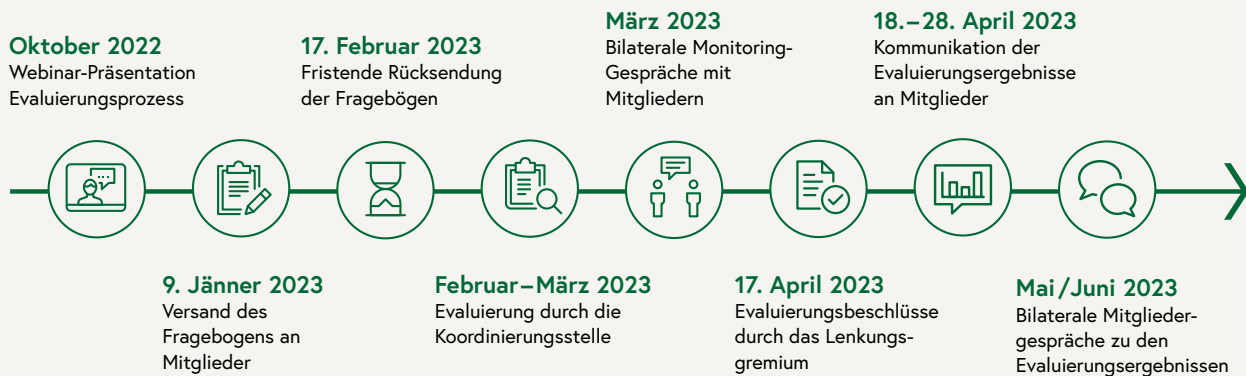 Oktober 2022
Webinar-Präsentation
Evaluierungsprozess
17. Februar 2023
Fristende Rücksendung
der Fragebögen
März 2023
Bilaterale Monitoring-
Gespräche mit
Mitgliedern
18.–28. April 2023
Kommunikation der
Evaluierungsergebnisse
an Mitglieder
9. Jänner 2023
Versand des
Fragebogens an
Mitglieder
Februar–März 2023
Evaluierung durch die
Koordinierungsstelle
17. April 2023
Evaluierungsbeschlüsse
durch das Lenkungs-
gremium
Mai/Juni 2023
Bilaterale Mitglieder-
gespräche zu den
Evaluierungsergebnissen